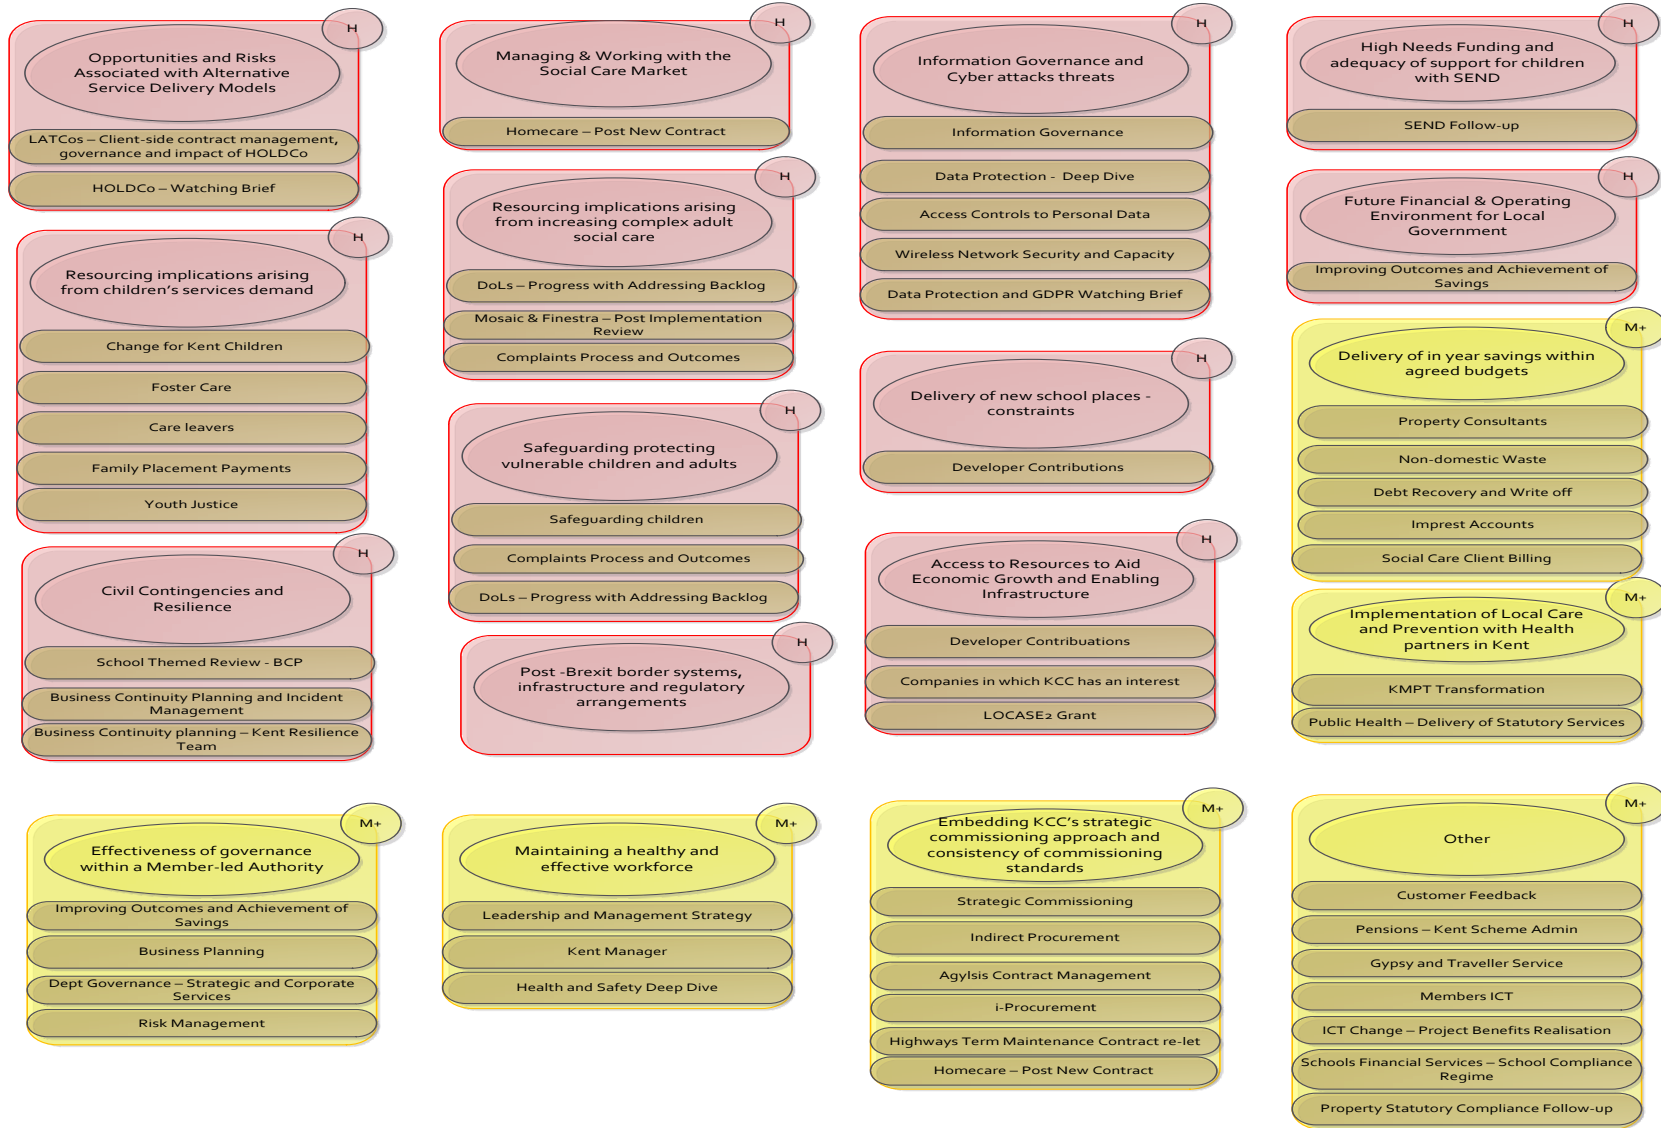 H
Opportunities and Risks
Associated with Alternative
Service Delivery Models
LATCos – Client-side contract management,
governance and impact of HOLDCo
HOLDCo – Watching Brief
H
Resourcing implications arising
from children's services demand
Change for Kent Children
Foster Care
Care leavers
Family Placement Payments
Youth Justice
H
Civil Contingencies and
Resilience
School Themed Review - BCP
Business Continuity Planning and Incident
Management
Business Continuity planning – Kent Resilience
Team
H
Managing & Working with the
Social Care Market
Homecare – Post New Contract
H
Resourcing implications arising
from increasing complex adult
social care
DoLs – Progress with Addressing Backlog
Mosaic & Finestra – Post Implementation
Review
Complaints Process and Outcomes
H
Safeguarding protecting
vulnerable children and adults
Safeguarding children
Complaints Process and Outcomes
DoLs – Progress with Addressing Backlog
H
Post -Brexit border systems,
infrastructure and regulatory
arrangements
H
Information Governance and
Cyber attacks threats
Information Governance
Data Protection - Deep Dive
Access Controls to Personal Data
Wireless Network Security and Capacity
Data Protection and GDPR Watching Brief
H
Delivery of new school places -
constraints
Developer Contributions
H
Access to Resources to Aid
Economic Growth and Enabling
Infrastructure
Developer Contribuations
Companies in which KCC has an interest
LOCASE2 Grant
H
High Needs Funding and
adequacy of support for children
with SEND
SEND Follow-up
H
Future Financial & Operating
Environment for Local
Government
Improving Outcomes and Achievement of
Savings
M+
Delivery of in year savings within
agreed budgets
Property Consultants
Non-domestic Waste
Debt Recovery and Write off
Imprest Accounts
Social Care Client Billing
M+
Implementation of Local Care
and Prevention with Health
partners in Kent
KMPT Transformation
Public Health – Delivery of Statutory Services
M+
Effectiveness of governance
within a Member-led Authority
Improving Outcomes and Achievement of
Savings
Business Planning
Dept Governance – Strategic and Corporate
Services
Risk Management
M+
Maintaining a healthy and
effective workforce
Leadership and Management Strategy
Kent Manager
Health and Safety Deep Dive
M+
Embedding KCC's strategic
commissioning approach and
consistency of commissioning
standards
Strategic Commissioning
Indirect Procurement
Agylsis Contract Management
i-Procurement
Highways Term Maintenance Contract re-let
Homecare – Post New Contract
M+
Other
Customer Feedback
Pensions – Kent Scheme Admin
Gypsy and Traveller Service
Members ICT
ICT Change – Project Benefits Realisation
Schools Financial Services – School Compliance
Regime
Property Statutory Compliance Follow-up